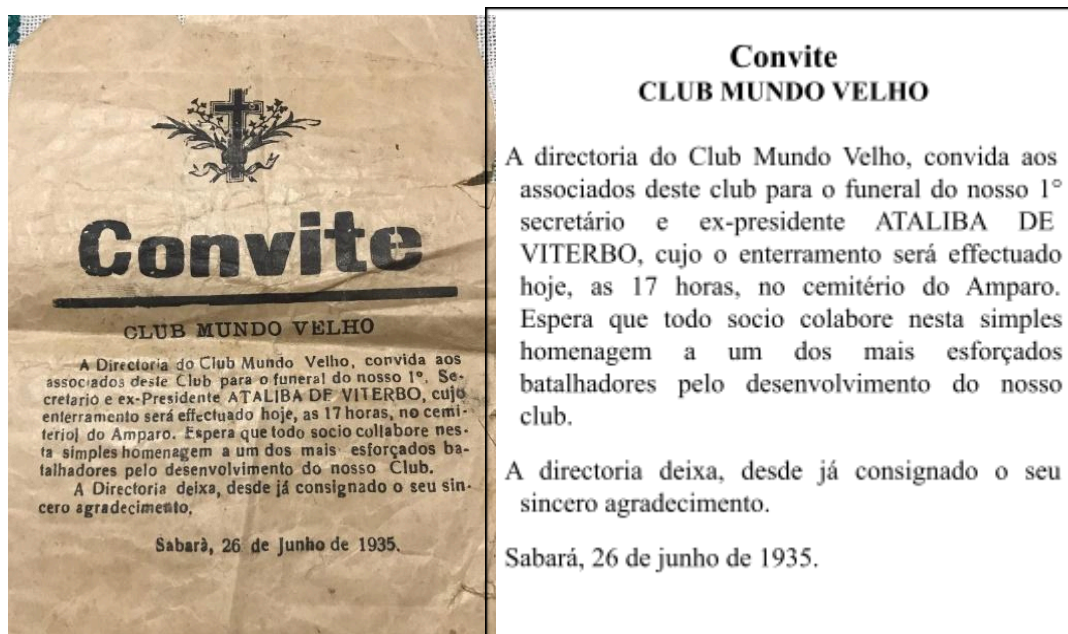 Convite
CLUB MUNDO VELHO
A Directoria do Club Mundo Velho, convida aos
associados deste Club para o funeral do nosso 1º. Se-
cretario e ex-Presidente ATALIBA DE VITERBO, cujo
enterramento será effectuado hoje, as 17 horas, no cemi-
terio| do Amparo. Espera que todo socio collabore nes-
ta simples homenagem a um dos mais esforçados ba-
talhadores pelo desenvolvimento do nosso Club.
A Directoria deixa, desde já consignado o seu sin-
cero agradecimento.
Sabarà, 26 de Junho de 1935.
Convite
CLUB MUNDO VELHO
A directoria do Club Mundo Velho, convida aos
associados deste club para o funeral do nosso 1°
secretário e ex-presidente ATALIBA DE
VITERBO, cujo o enterramento será effectuado
hoje, as 17 horas, no cemitério do Amparo.
Espera que todo socio colabore nesta simples
homenagem a um dos mais esforçados
batalhadores pelo desenvolvimento do nosso
club.
A directoria deixa, desde já consignado o seu
sincero agradecimento.
Sabará, 26 de junho de 1935.